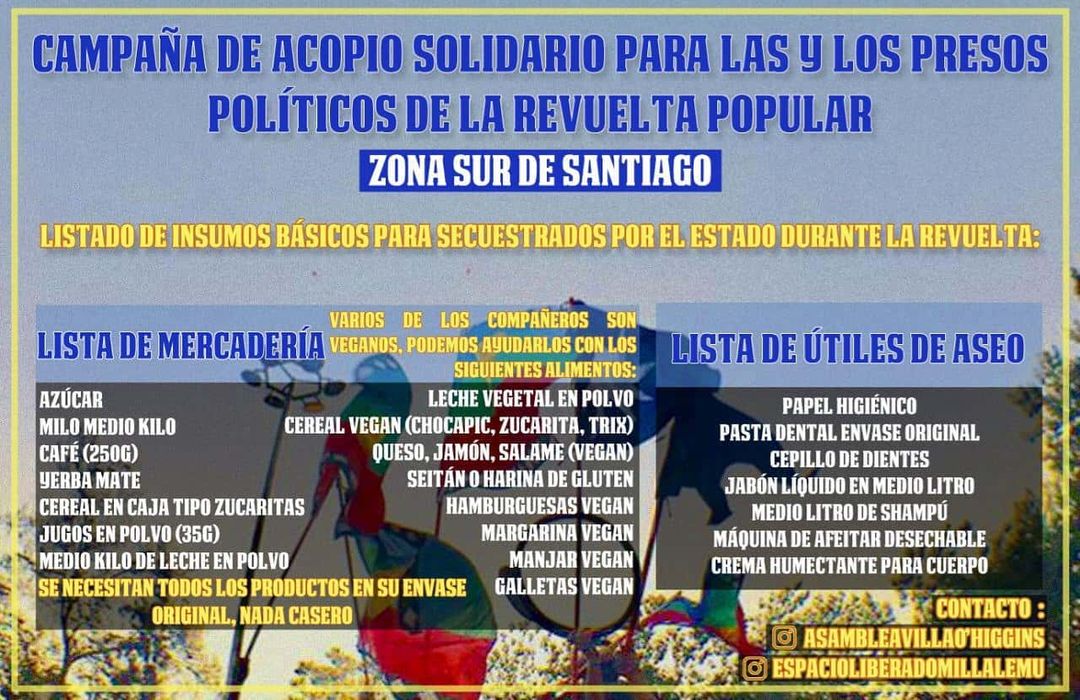 CAMPAÑA DE ACOPIO SOLIDARIO PARA LAS Y LOS PRESOS
POLÍTICOS DE LA REVUELTA POPULAR
ZONA SUR DE SANTIAGO
LISTADO DE INSUMOS BÁSICOS PARA SECUESTRADOS POR EL ESTADO DURANTE LA REVUELTA:
LISTA DE MERCADERÍA
AZÚCAR
MILO MEDIO KILO
CAFÉ (250G)
YERBA MATE
CEREAL EN CAJA TIPO ZUCARITAS
JUGOS EN POLVO (35G)
MEDIO KILO DE LECHE EN POLVO
SE NECESITAN TODOS LOS PRODUCTOS EN SU ENVASE
ORIGINAL, NADA CASERO
VARIOS DE LOS COMPAÑEROS SON
VEGANOS, PODEMOS AYUDARLOS CON LOS
SIGUIENTES ALIMENTOS:
LECHE VEGETAL EN POLVO
CEREAL VEGAN (CHOCAPIC, ZUCARITA, TRIX)
QUESO, JAMÓN, SALAME (VEGAN)
SEITÁN O HARINA DE GLUTEN
HAMBURGUESAS VEGAN
MARGARINA VEGAN
MANJAR VEGAN
GALLETAS VEGAN
LISTA DE ÚTILES DE ASEO
PAPEL HIGIÉNICO
PASTA DENTAL ENVASE ORIGINAL
CEPILLO DE DIENTES
JABÓN LÍQUIDO EN MEDIO LITRO
MEDIO LITRO DE SHAMPÚ
MÁQUINA DE AFEITAR DESECHABLE
CREMA HUMECTANTE PARA CUERPO
CONTACTO :
ASAMBLEAVILLAO'HIGGINS
ESPACIOLIBERADOMILLALEMU